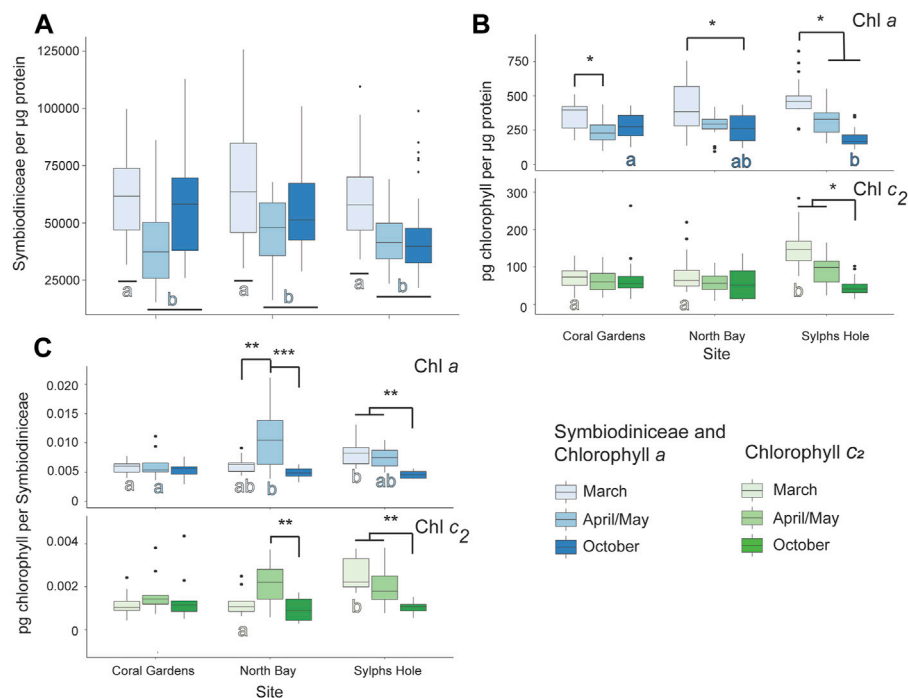 A
Symbiodiniceae per µg protein
125000
100000
75000
50000
25000
a
b
a
b
a
b
B
Chl a
pg chlorophyll per µg protein
750
500
250
0
*
*
*
a
ab
b
Chl c2
300
200
100
0
*
a
a
b
Coral Gardens
North Bay
Sylphs Hole
Site
C
Chl a
pg chlorophyll per Symbiodiniceae
0.020
0.015
0.010
0.005
0
**
***
**
a
a
ab
b
b
ab
Chl c2
0.004
0.002
0
**
**
a
b
Coral Gardens
North Bay
Sylphs Hole
Site
Symbiodiniceae and
Chlorophyll a
March
April/May
October
Chlorophyll c2
March
April/May
October